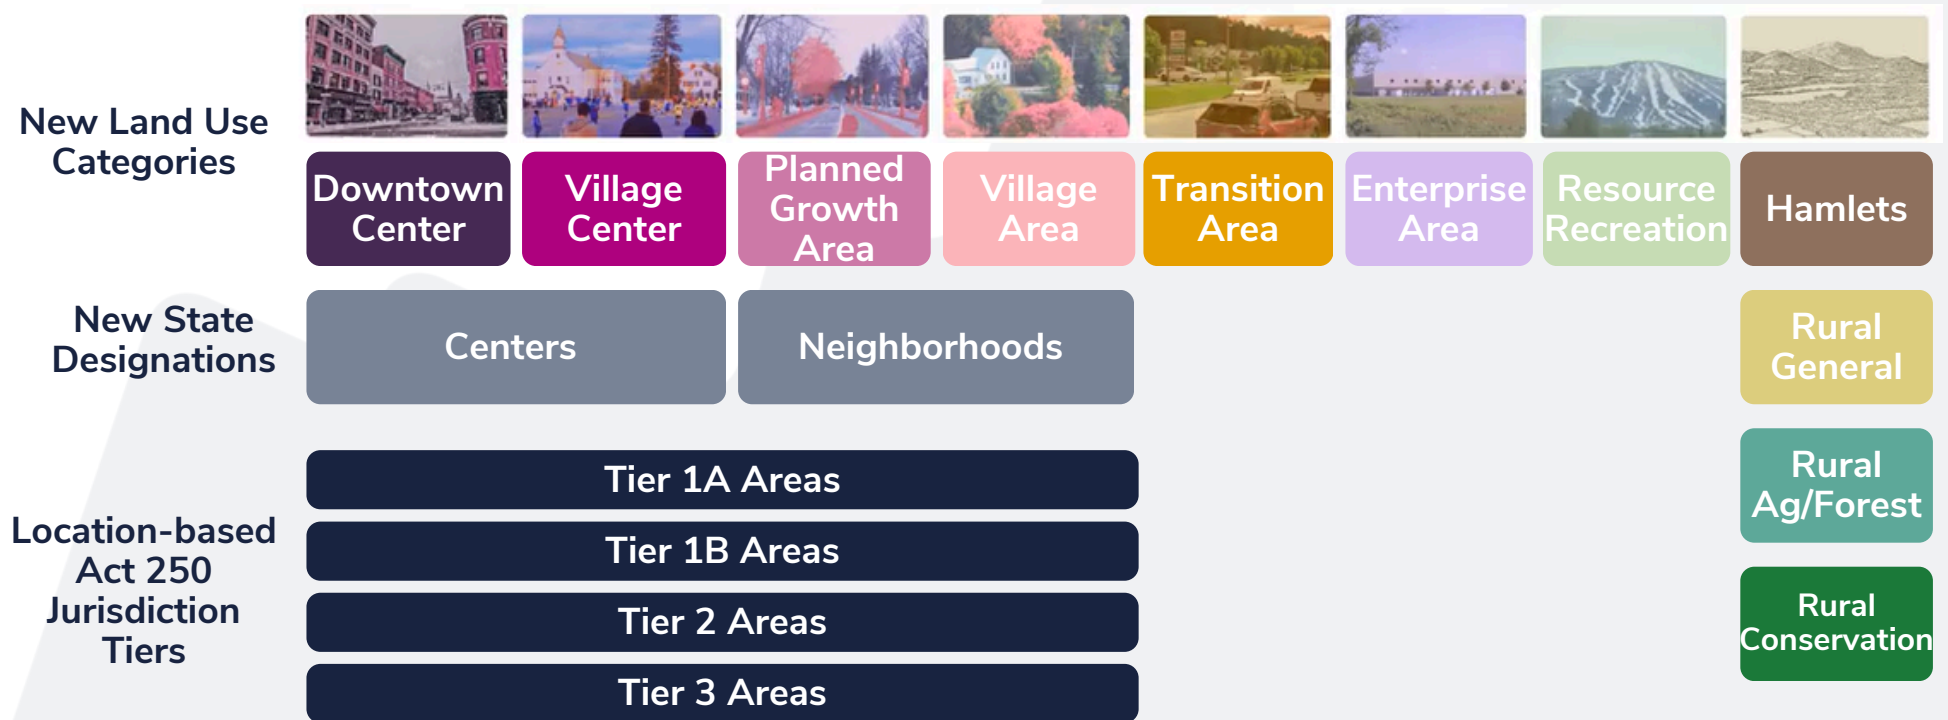 New Land Use
Categories
Downtown
Center
Village
Center
Planned
Growth
Area
Village
Area
Transition
Area
Enterprise
Area
Resource
Recreation
Hamlets
New State
Designations
Centers
Neighborhoods
Rural
General
Location-based
Act 250
Jurisdiction
Tiers
Tier 1A Areas
Tier 1B Areas
Tier 2 Areas
Tier 3 Areas
Rural
Ag/Forest
Rural
Conservation